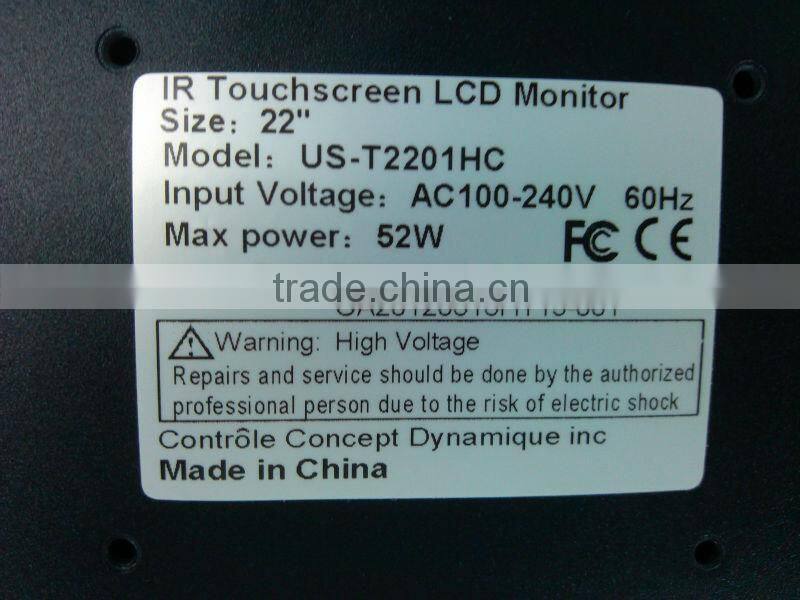 IR Touchscreen LCD Monitor
Size: 22"
Model: US-T2201HC
Input Voltage: AC100-240V 60Hz
Max power: 52W FC CE
trade.china.cn
Warning: High Voltage
Repairs and service should be done by the authorized
professional person due to the risk of electric shock
Contrôle Concept Dynamique inc
Made in China